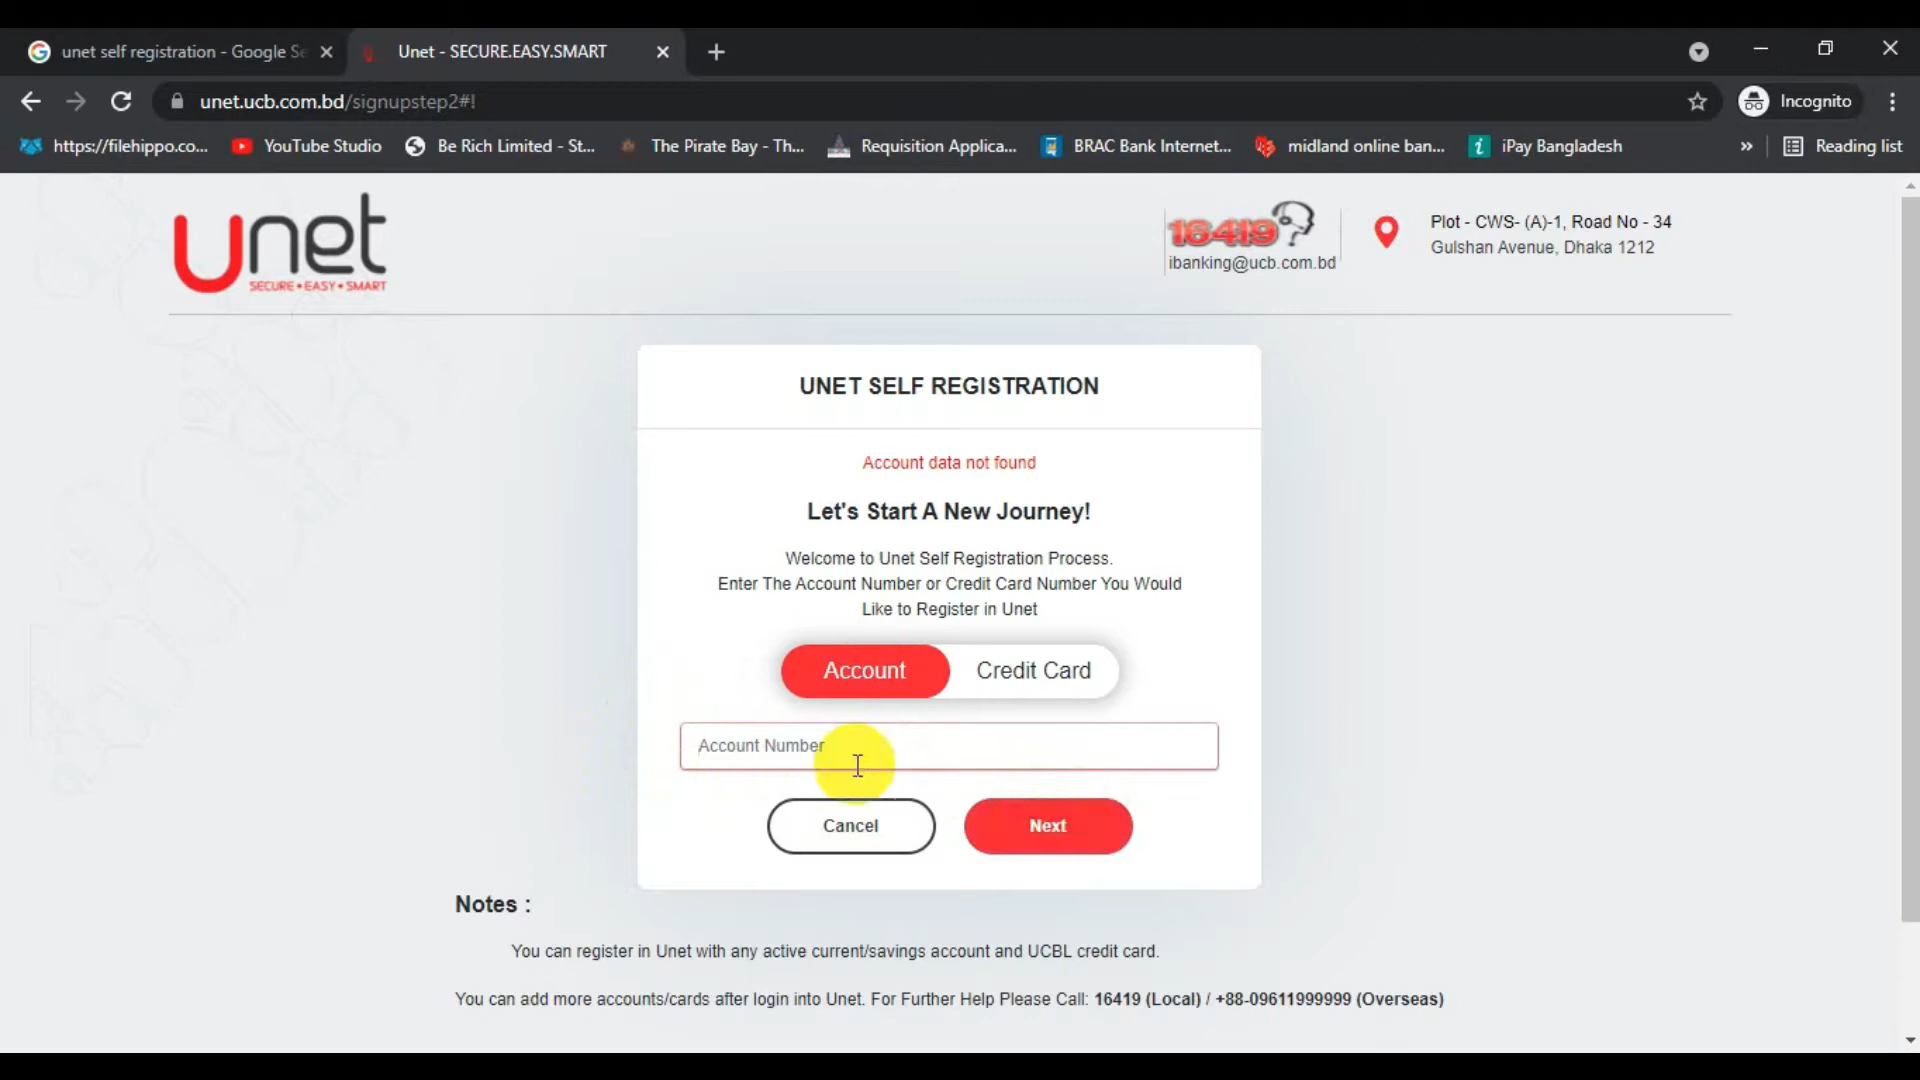 unet self registration - Google Se
Unet - SECURE.EASY.SMART
unet.ucb.com.bd/signupstep2#!
Incognito
https://filehippo.co...
YouTube Studio
Be Rich Limited - St...
The Pirate Bay - Th...
Requisition Applica...
BRAC Bank Internet...
midland online ban...
iPay Bangladesh
Reading list
unet
SECURE • EASY • SMART
16419
ibanking@ucb.com.bd
Plot - CWS- (A)-1, Road No - 34
Gulshan Avenue, Dhaka 1212
UNET SELF REGISTRATION
Account data not found
Let's Start A New Journey!
Welcome to Unet Self Registration Process.
Enter The Account Number or Credit Card Number You Would
Like to Register in Unet
Account
Credit Card
Account Number
Cancel
Next
Notes :
You can register in Unet with any active current/savings account and UCBL credit card.
You can add more accounts/cards after login into Unet. For Further Help Please Call: 16419 (Local) / +88-09611999999 (Overseas)